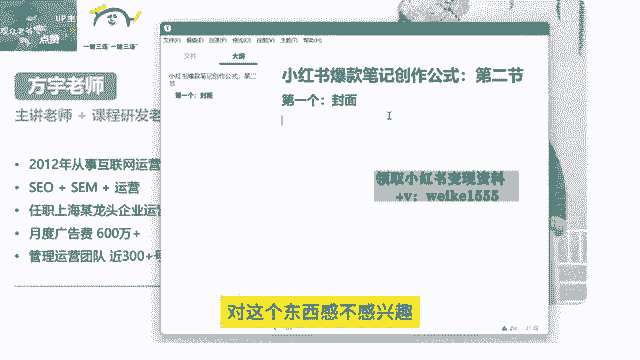 UP主
观众老爷
点赞
一键三连"一键三连"
方宇老师
主讲老师 + 课程研发老
• 2012年从事互联网运营
• SEO + SEM + 运营
• 任职上海某龙头企业运营
• 月度广告费 600万+
• 管理运营团队 近300+号
文件(F) 编辑(E) 段落(P) 格式(O) 视图(V) 主题(T) 帮助(H)
文件 大纲
小红书爆款笔记创作公式：第二节
第一个：封面
小红书爆款笔记创作公式：第二节
第一个：封面
领取小红书变现资料
+v: weike1555
对这个东西感不感兴趣